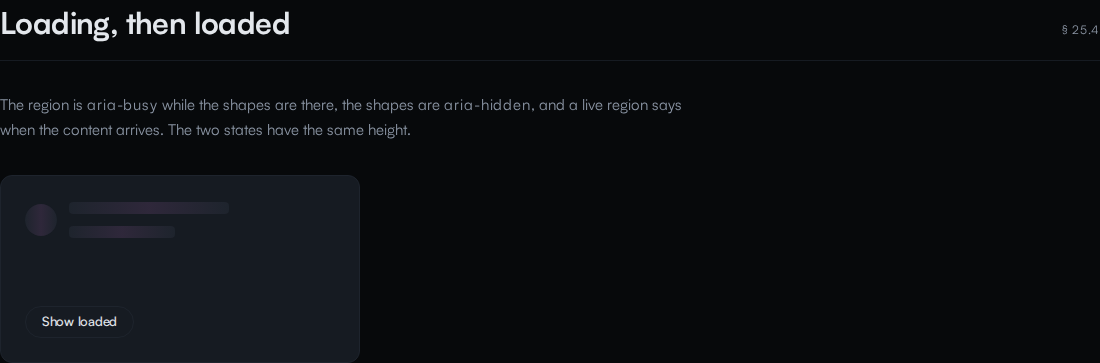 Loading, then loaded
§ 25.4
The region is aria-busy while the shapes are there, the shapes are aria-hidden, and a live region says
when the content arrives. The two states have the same height.
Show loaded